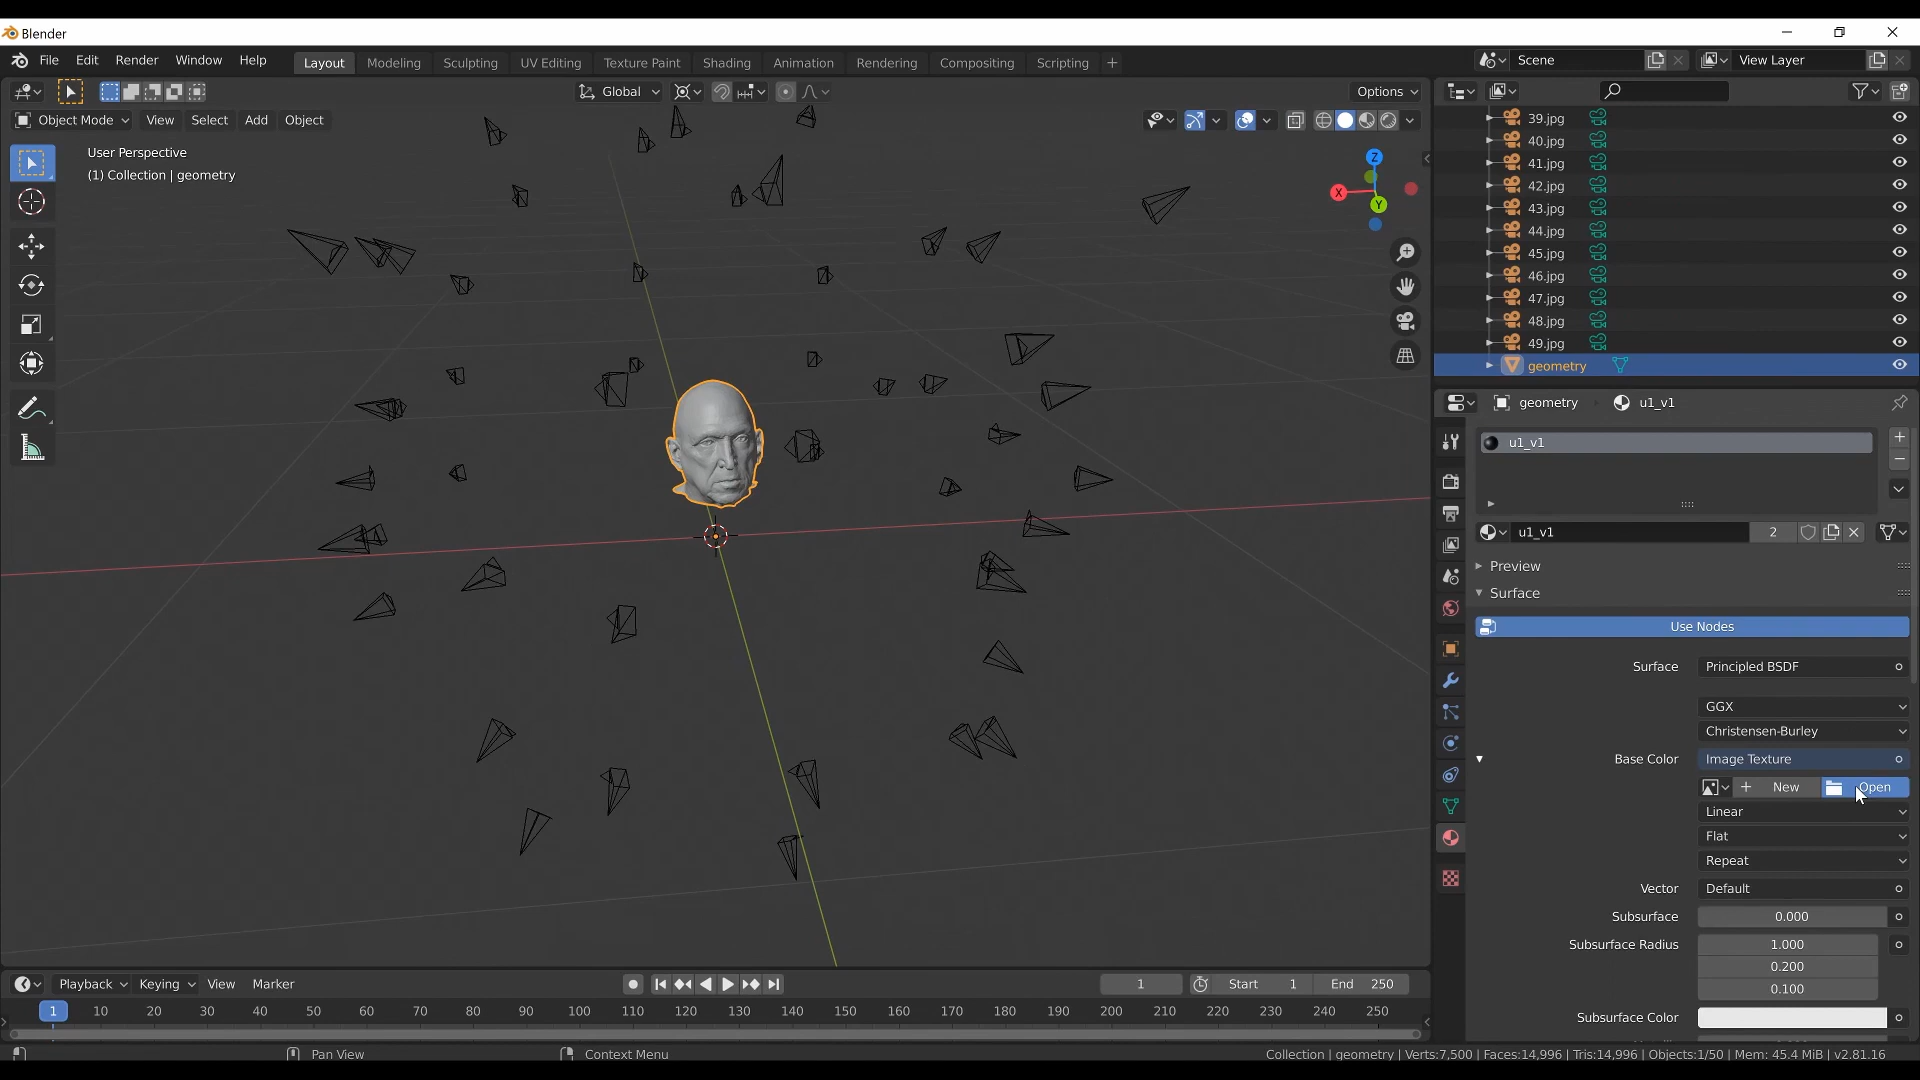 Blender
File Edit Render Window Help Layout Modeling Sculpting UV Editing Texture Paint Shading Animation Rendering Compositing Scripting + Scene View Layer
Global Options
Object Mode View Select Add Object
User Perspective
(1) Collection | geometry
Z
X
Y
39.jpg
40.jpg
41.jpg
42.jpg
43.jpg
44.jpg
45.jpg
46.jpg
47.jpg
48.jpg
49.jpg
geometry
geometry u1_v1
u1_v1
u1_v1 2
Preview
Surface
Use Nodes
Surface Principled BSDF
GGX
Christensen-Burley
Base Color Image Texture
New Open
Linear
Flat
Repeat
Vector Default
Subsurface 0.000
Subsurface Radius 1.000
0.200
0.100
Subsurface Color
Playback Keying View Marker 1 Start 1 End 250
1 10 20 30 40 50 60 70 80 90 100 110 120 130 140 150 160 170 180 190 200 210 220 230 240 250
Pan View Context Menu Collection | geometry | Verts:7,500 | Faces:14,996 | Tris:14,996 | Objects:1/50 | Mem: 45.4 MiB | v2.81.16